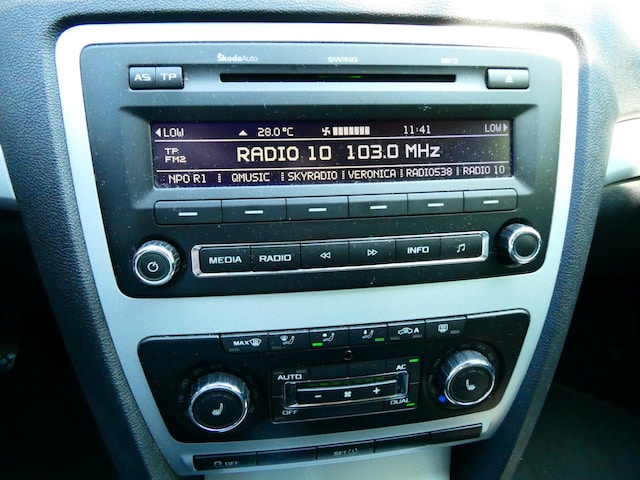 ŠkodaAuto SWING MP3
AS TP
LOW 28.0°C 11:41 LOW
TP
FM2
RADIO 10 103.0 MHz
NPO R1 QMUSIC SKYRADIO VERONICA RADIO538 RADIO 10
MEDIA RADIO INFO
MAX A
AUTO AC
- +
OFF DUAL
OFF SET